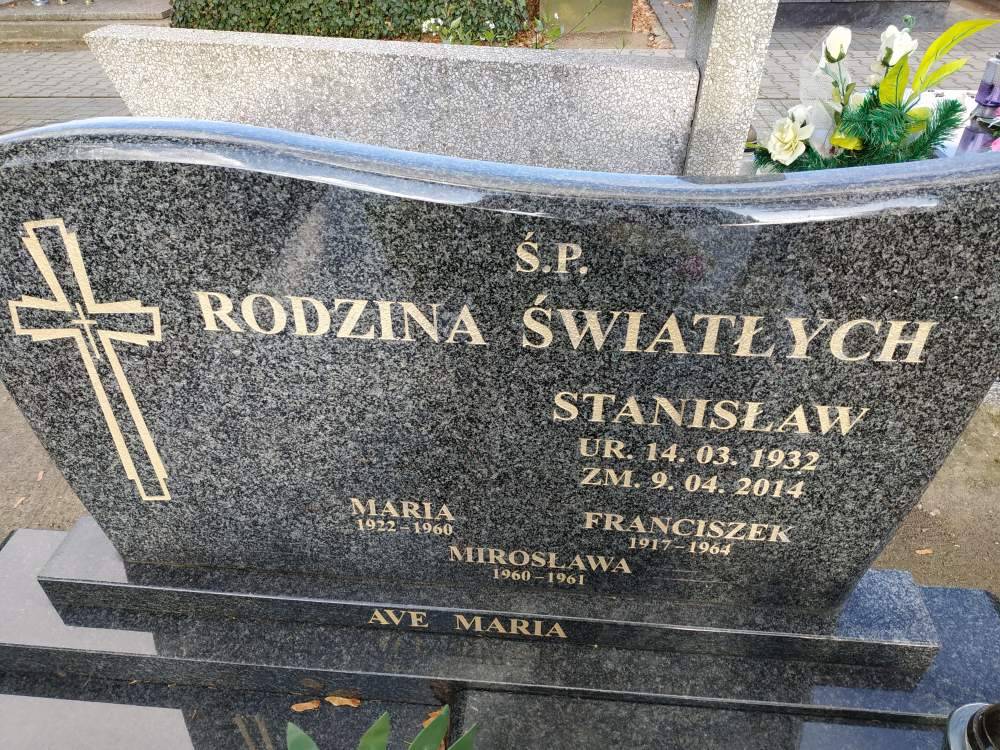 Ś.P.
RODZINA ŚWIATŁYCH
STANISŁAW
UR. 14. 03. 1932
ZM. 9. 04. 2014
MARIA
1922 - 1960
FRANCISZEK
1917 - 1964
MIROSŁAWA
1960 - 1961
AVE MARIA